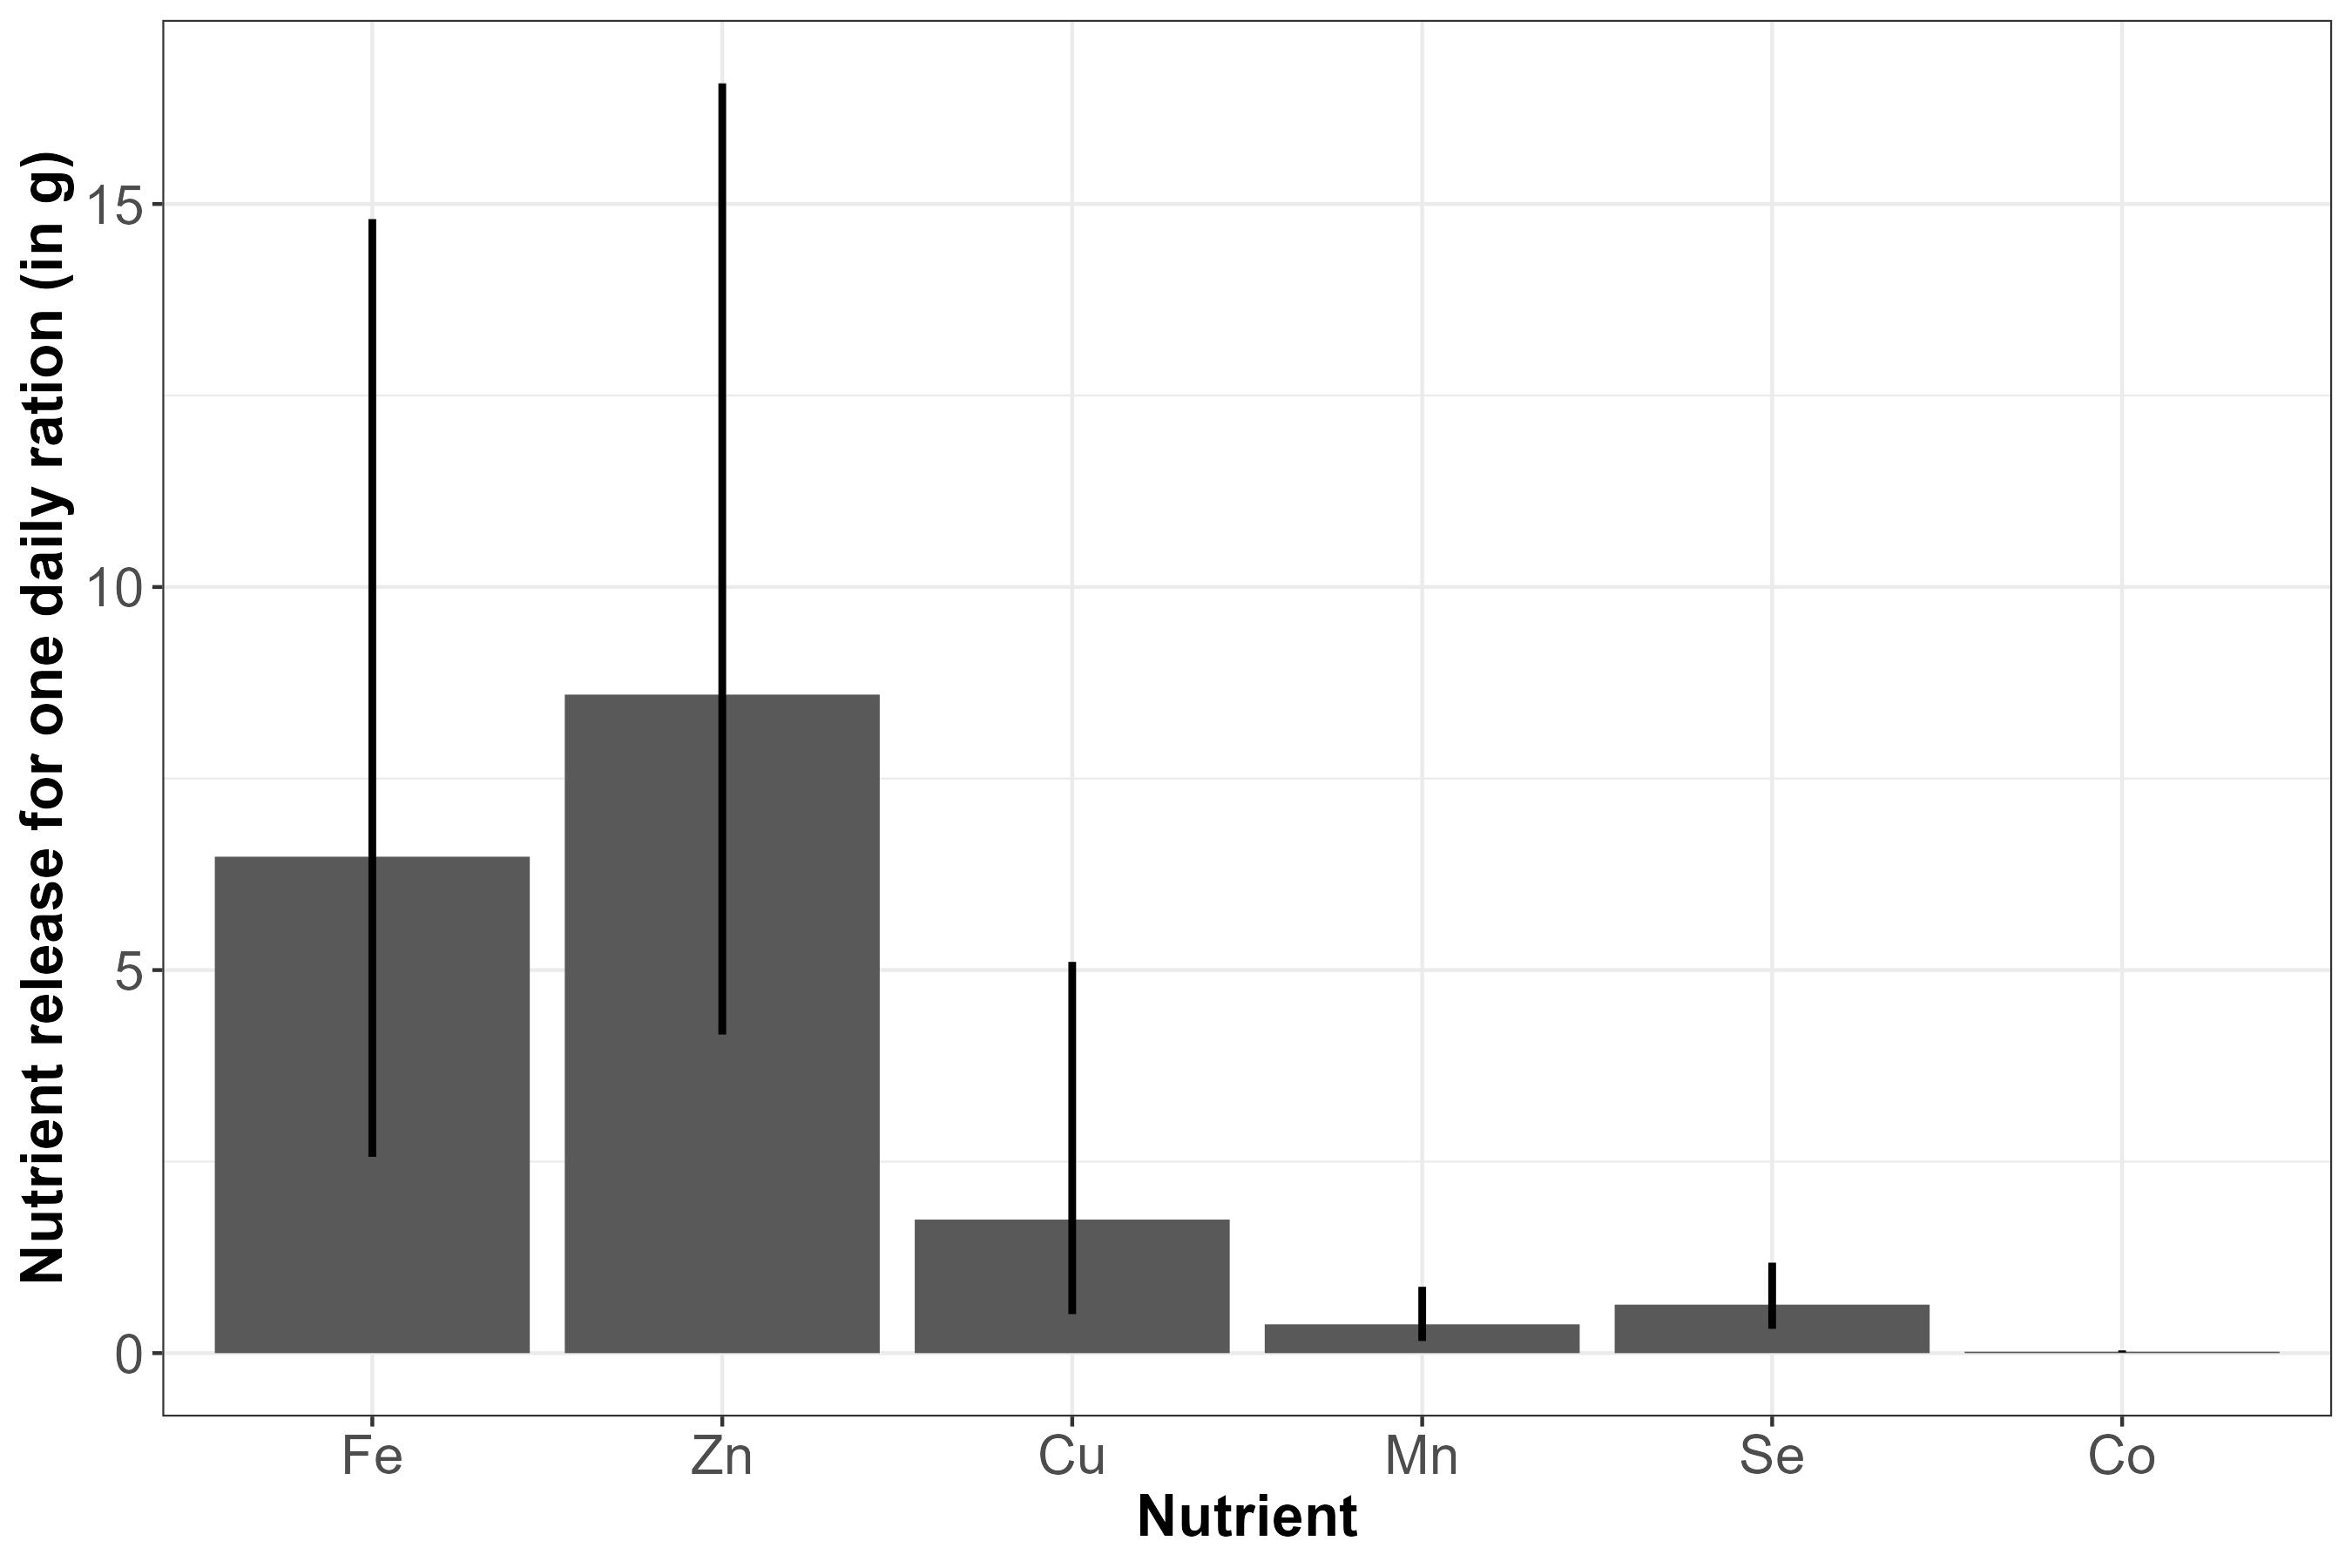 Nutrient release for one daily ration (in g)
15
10
5
0
Fe Zn Cu Mn Se Co
Nutrient